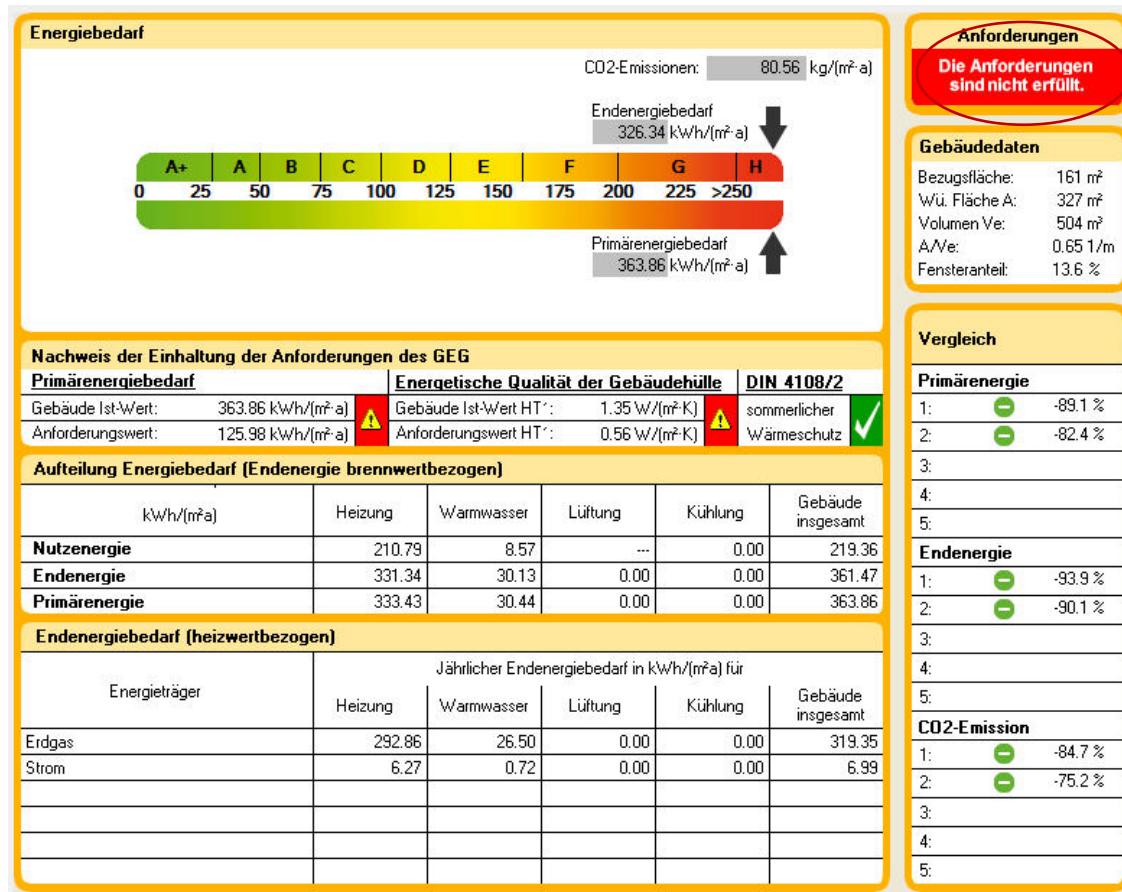 Energiebedarf
CO2-Emissionen: 80.56 kg/(m²·a)
Endenergiebedarf
326.34 kWh/(m²·a)
A+ A B C D E F G H
0 25 50 75 100 125 150 175 200 225 >250
Primärenergiebedarf
363.86 kWh/(m²·a)
Nachweis der Einhaltung der Anforderungen des GEG
Primärenergiebedarf Energetische Qualität der Gebäudehülle DIN 4108/2
Gebäude Ist-Wert: 363.86 kWh/(m²·a) Gebäude Ist-Wert HT´: 1.35 W/(m²·K) sommerlicher
Anforderungswert: 125.98 kWh/(m²·a) Anforderungswert HT´: 0.56 W/(m²·K) Wärmeschutz
Aufteilung Energiebedarf (Endenergie brennwertbezogen)
kWh/(m²a) Heizung Warmwasser Lüftung Kühlung Gebäude insgesamt
Nutzenergie 210.79 8.57 --- 0.00 219.36
Endenergie 331.34 30.13 0.00 0.00 361.47
Primärenergie 333.43 30.44 0.00 0.00 363.86
Endenergiebedarf (heizwertbezogen)
Jährlicher Endenergiebedarf in kWh/(m²a) für
Energieträger Heizung Warmwasser Lüftung Kühlung Gebäude insgesamt
Erdgas 292.86 26.50 0.00 0.00 319.35
Strom 6.27 0.72 0.00 0.00 6.99
Anforderungen
Die Anforderungen
sind nicht erfüllt.
Gebäudedaten
Bezugsfläche: 161 m²
Wü. Fläche A: 327 m²
Volumen Ve: 504 m³
A/Ve: 0.65 1/m
Fensteranteil: 13.6 %
Vergleich
Primärenergie
1: -89.1 %
2: -82.4 %
3:
4:
5:
Endenergie
1: -93.9 %
2: -90.1 %
3:
4:
5:
CO2-Emission
1: -84.7 %
2: -75.2 %
3:
4:
5: